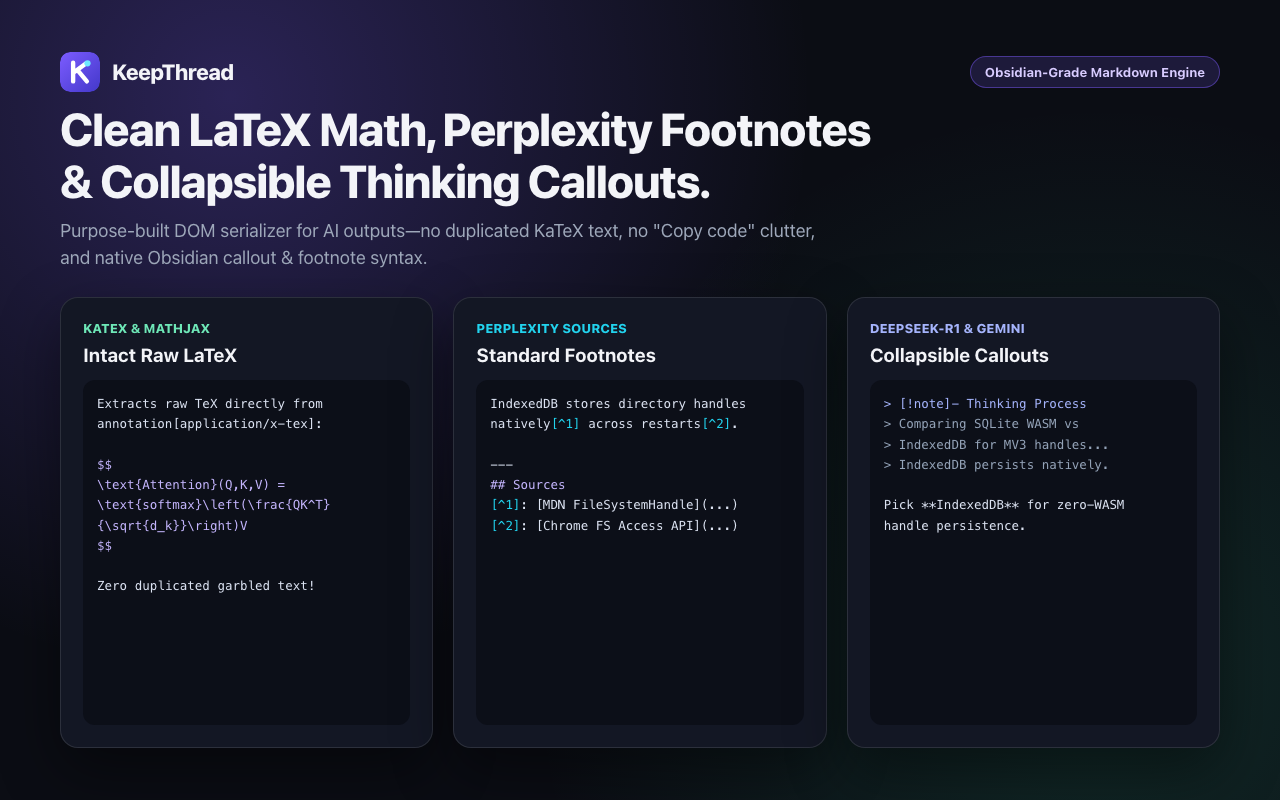 KeepThread
Obsidian-Grade Markdown Engine
Clean LaTeX Math, Perplexity Footnotes
& Collapsible Thinking Callouts.
Purpose-built DOM serializer for AI outputs—no duplicated KaTeX text, no "Copy code" clutter,
and native Obsidian callout & footnote syntax.
KATEX & MATHJAX
Intact Raw LaTeX
Extracts raw TeX directly from
annotation[application/x-tex]:
$$
\text{Attention}(Q,K,V) =
\text{softmax}\left(\frac{QK^T}
{\sqrt{d_k}}\right)V
$$
Zero duplicated garbled text!
PERPLEXITY SOURCES
Standard Footnotes
IndexedDB stores directory handles
natively[^1] across restarts[^2].
---
## Sources
[^1]: [MDN FileSystemHandle](...)
[^2]: [Chrome FS Access API](...)
DEEPSEEK-R1 & GEMINI
Collapsible Callouts
> [!note]- Thinking Process
> Comparing SQLite WASM vs
> IndexedDB for MV3 handles...
> IndexedDB persists natively.
Pick **IndexedDB** for zero-WASM
handle persistence.